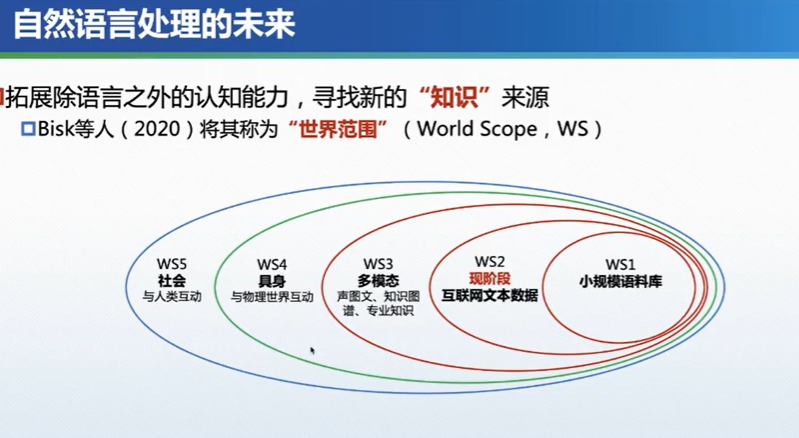 自然语言处理的未来
拓展除语言之外的认知能力，寻找新的“知识”来源
Bisk等人（2020）将其称为“世界范围”（World Scope，WS）
WS5
社会
与人类互动
WS4
具身
与物理世界互动
WS3
多模态
声图文、知识图
谱、专业知识
WS2
现阶段
互联网文本数据
WS1
小规模语料库